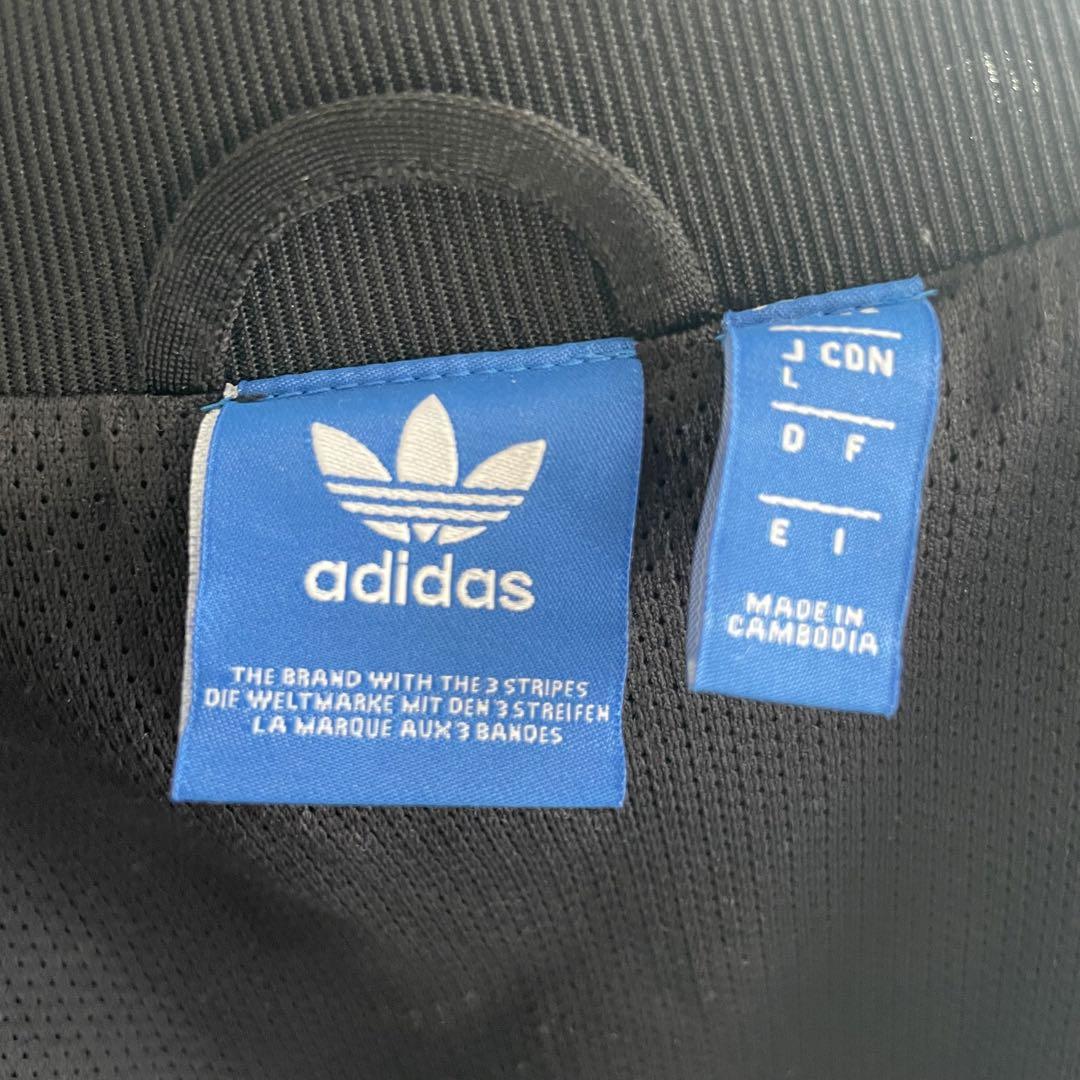 adidas
THE BRAND WITH THE 3 STRIPES
DIE WELTMARKE MIT DEN 3 STREIFEN
LA MARQUE AUX 3 BANDES
J CDN
L
D F
E I
MADE IN
CAMBODIA